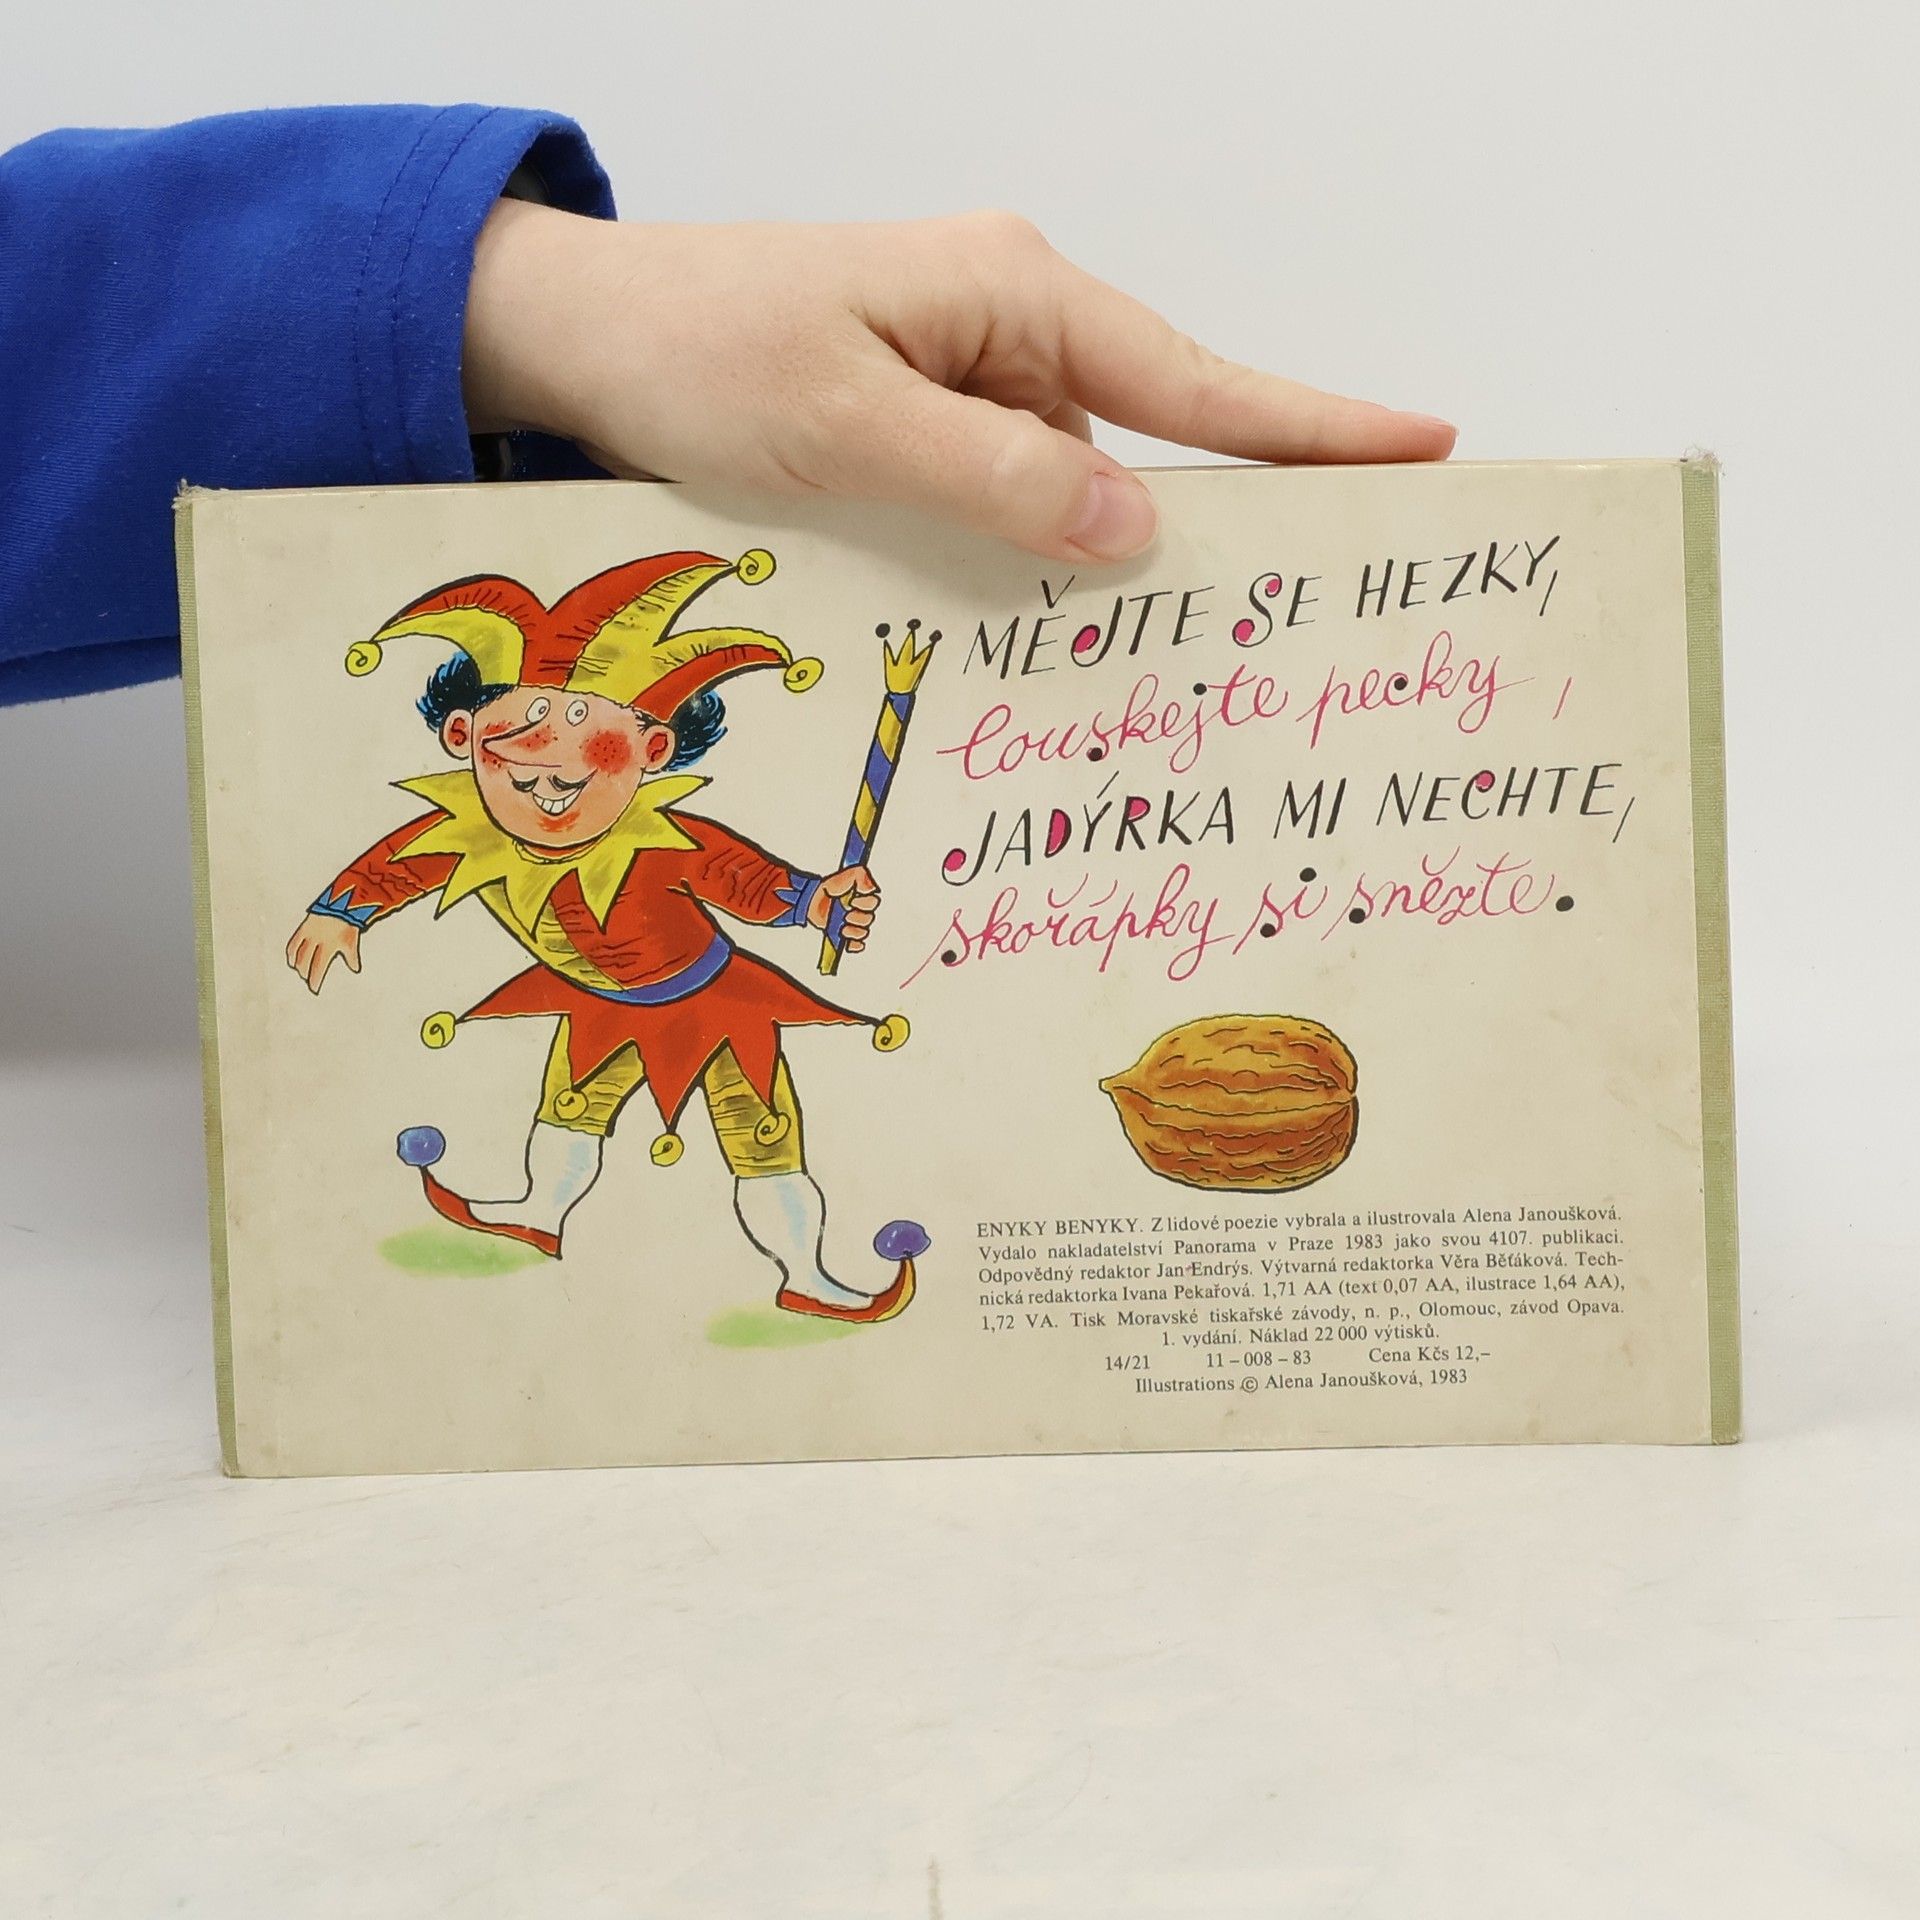 MĚJTE SE HEZKY,
louskejte pecky,
JADÝRKA MI NECHTE,
skořápky si snězte.
ENYKY BENYKY. Z lidové poezie vybrala a ilustrovala Alena Janoušková.
Vydalo nakladatelství Panorama v Praze 1983 jako svou 4107. publikaci.
Odpovědný redaktor Jan Endrýs. Výtvarná redaktorka Věra Běťáková. Tech-
nická redaktorka Ivana Pekařová. 1,71 AA (text 0,07 AA, ilustrace 1,64 AA),
1,72 VA. Tisk Moravské tiskařské závody, n. p., Olomouc, závod Opava.
1. vydání. Náklad 22 000 výtisků.
14/21 11 – 008 – 83 Cena Kčs 12,–
Illustrations © Alena Janoušková, 1983